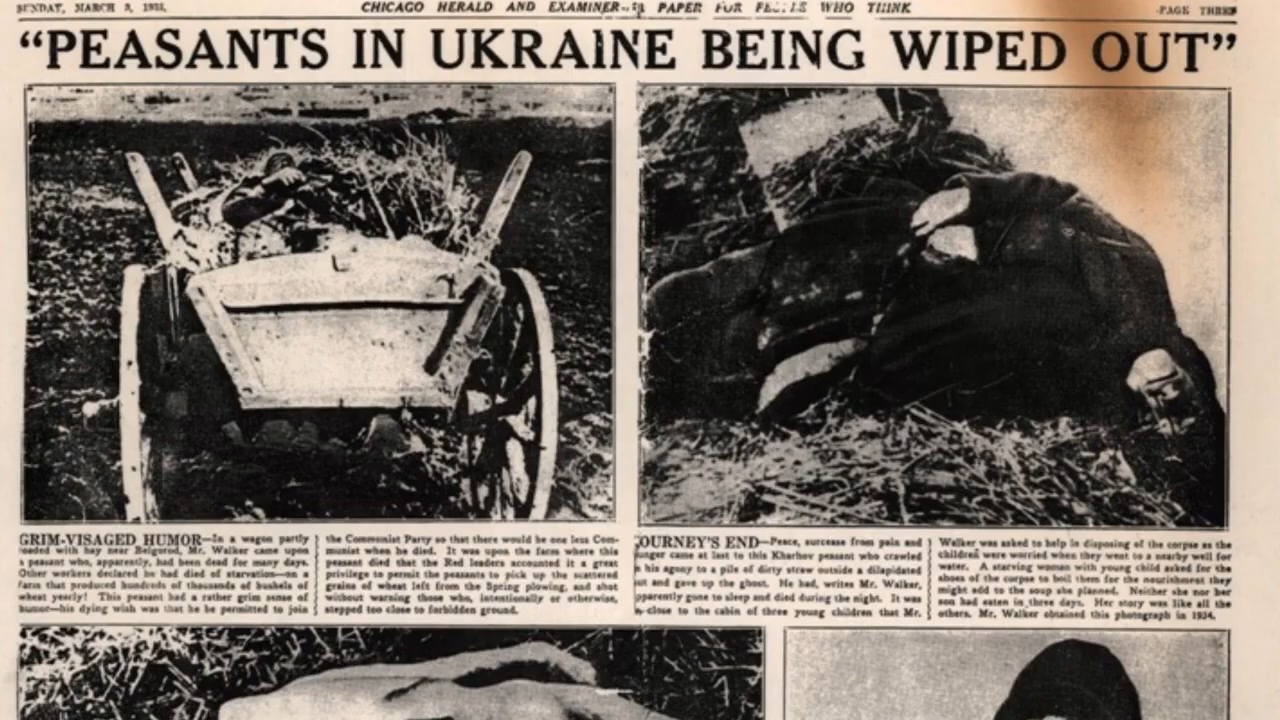 SUNDAY, MARCH 3, 1935.
CHICAGO HERALD AND EXAMINER— A PAPER FOR PEOPLE WHO THINK
-PAGE THREE
“PEASANTS IN UKRAINE BEING WIPED OUT”
GRIM-VISAGED HUMOR—In a wagon partly
loaded with hay near Belgorod, Mr. Walker came upon
a peasant who, apparently, had been dead for many days.
Other workers declared he had died of starvation—on a
farm that produced hundreds of thousands of bushels of
wheat yearly! This peasant had a rather grim sense of
humor—his dying wish was that he be permitted to join
the Communist Party so that there would be one less Com-
munist when he died. It was upon the farm where this
peasant died that the Red leaders accounted it a great
privilege to permit the peasants to pick up the scattered
grains of wheat left from the Spring plowing, and shot
without warning those who, intentionally or otherwise,
stepped too close to forbidden ground.
OURNEY'S END—Peace, surcease from pain and
unger came at last to this Kharhov peasant who crawled
n his agony to a pile of dirty straw outside a dilapidated
ut and gave up the ghost. He had, writes Mr. Walker,
pparently gone to sleep and died during the night. It was
close to the cabin of three young children that Mr.
Walker was asked to help in disposing of the corpse as the
children were worried when they went to a nearby well for
water. A starving woman with young child asked for the
shoes of the corpse to boil them for the nourishment they
might add to the soup she planned. Neither she nor her
son had eaten in three days. Her story was like all the
others. Mr. Walker obtained this photograph in 1934.